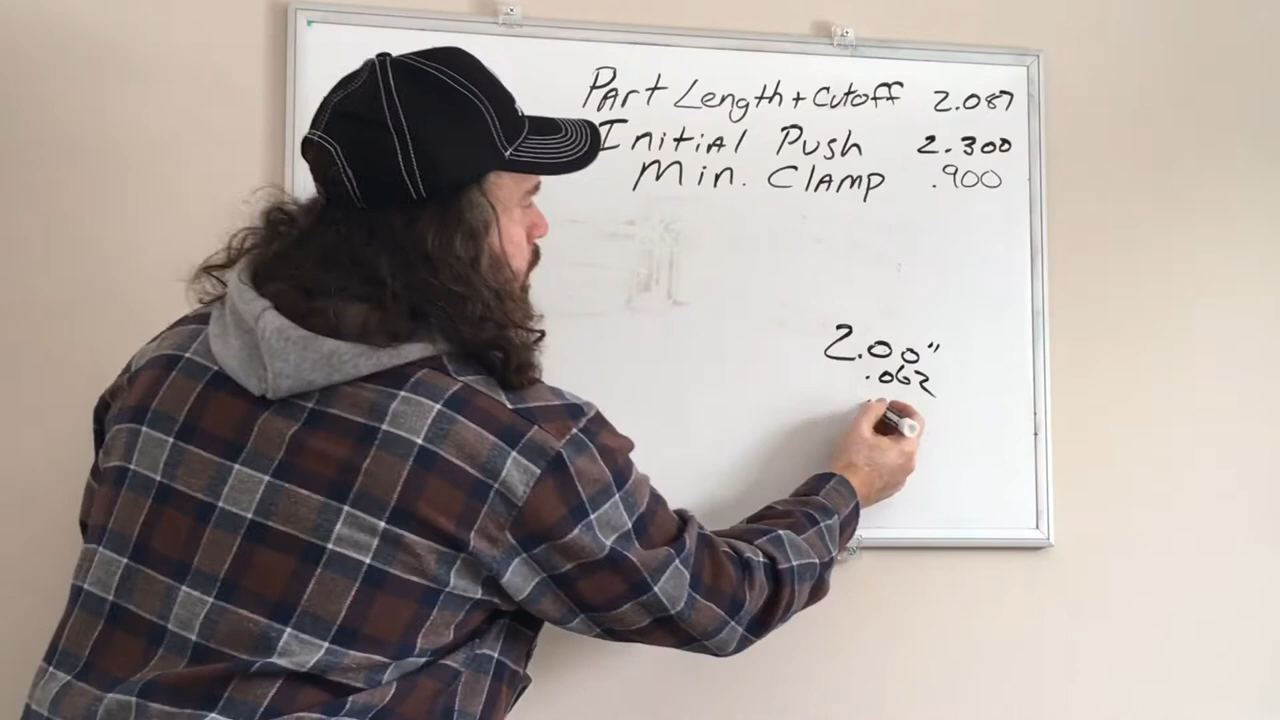 Part Length + Cutoff 2.087
Initial Push 2.300
Min. Clamp .900
2.00"
.062